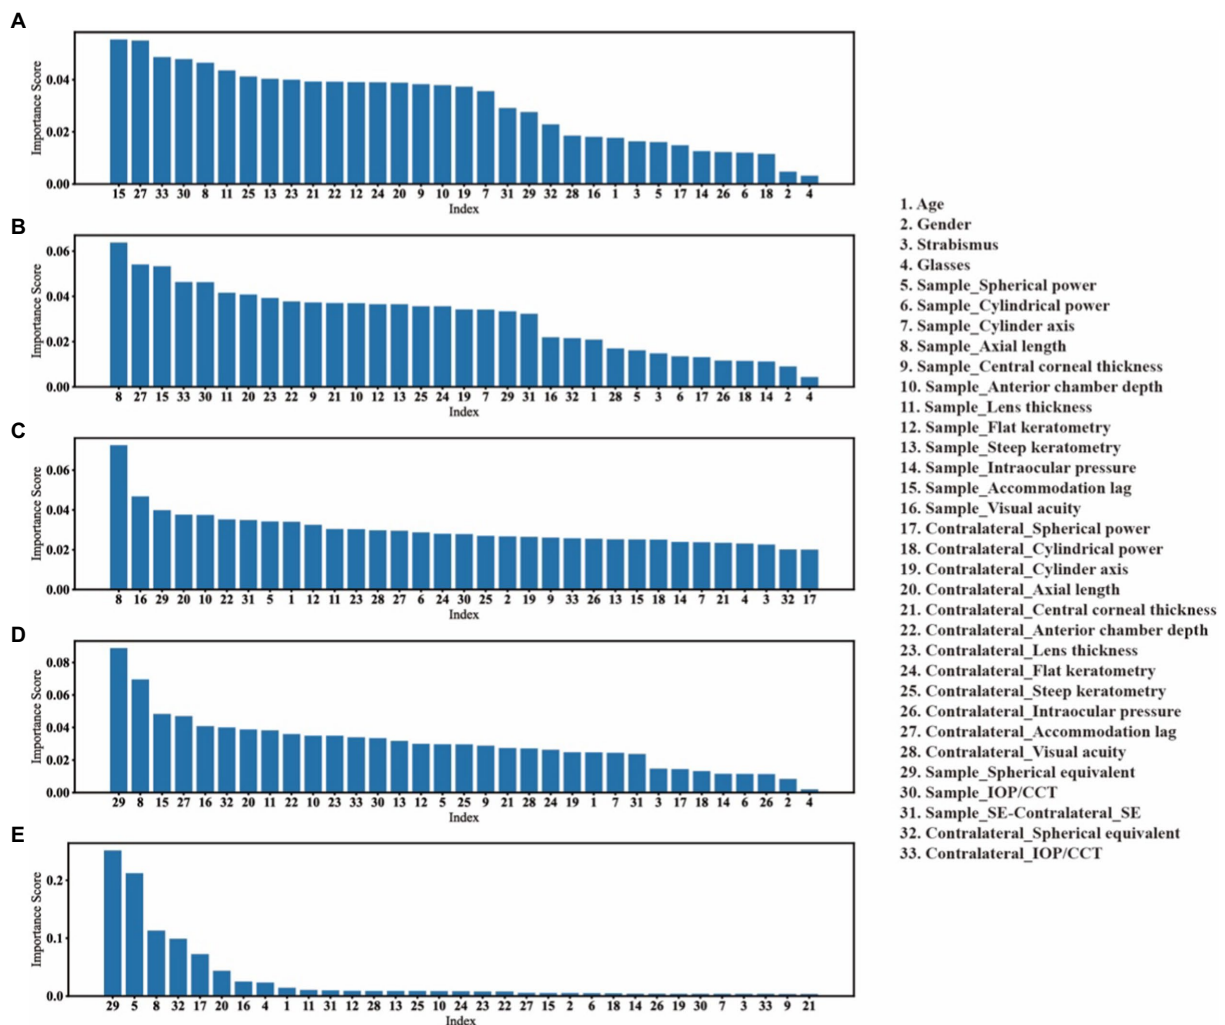 A
Importance Score
0.04
0.02
0.00
15 27 33 30 8 11 25 13 23 21 22 12 24 20 9 10 19 7 31 29 32 28 16 1 3 5 17 14 26 6 18 2 4
Index
B
Importance Score
0.06
0.04
0.02
0.00
8 27 15 33 30 11 20 23 22 9 21 10 12 13 25 24 19 7 29 31 16 32 1 28 5 3 6 17 26 18 14 2 4
Index
C
Importance Score
0.06
0.04
0.02
0.00
8 16 29 20 10 22 31 5 1 12 11 23 28 27 6 24 30 25 2 19 9 33 26 13 15 18 14 7 21 4 3 32 17
Index
D
Importance Score
0.08
0.06
0.04
0.02
0.00
29 8 15 27 16 32 20 11 22 10 23 33 30 13 12 5 25 9 21 28 24 19 1 7 31 3 17 18 14 6 26 2 4
Index
E
Importance Score
0.2
0.1
0.0
29 5 8 32 17 20 16 4 1 11 31 28 13 25 10 24 23 22 27 15 2 6 18 14 26 19 30 7 3 33 9 21
Index
1. Age
2. Gender
3. Strabismus
4. Glasses
5. Sample_Spherical power
6. Sample_Cylindrical power
7. Sample_Cylinder axis
8. Sample_Axial length
9. Sample_Central corneal thickness
10. Sample_Anterior chamber depth
11. Sample_Lens thickness
12. Sample_Flat keratometry
13. Sample_Steep keratometry
14. Sample_Intraocular pressure
15. Sample_Accommodation lag
16. Sample_Visual acuity
17. Contralateral_Spherical power
18. Contralateral_Cylindrical power
19. Contralateral_Cylinder axis
20. Contralateral_Axial length
21. Contralateral_Central corneal thickness
22. Contralateral_Anterior chamber depth
23. Contralateral_Lens thickness
24. Contralateral_Flat keratometry
25. Contralateral_Steep keratometry
26. Contralateral_Intraocular pressure
27. Contralateral_Accommodation lag
28. Contralateral_Visual acuity
29. Sample_Spherical equivalent
30. Sample_IOP/CCT
31. Sample_SE-Contralateral_SE
32. Contralateral_Spherical equivalent
33. Contralateral_IOP/CCT